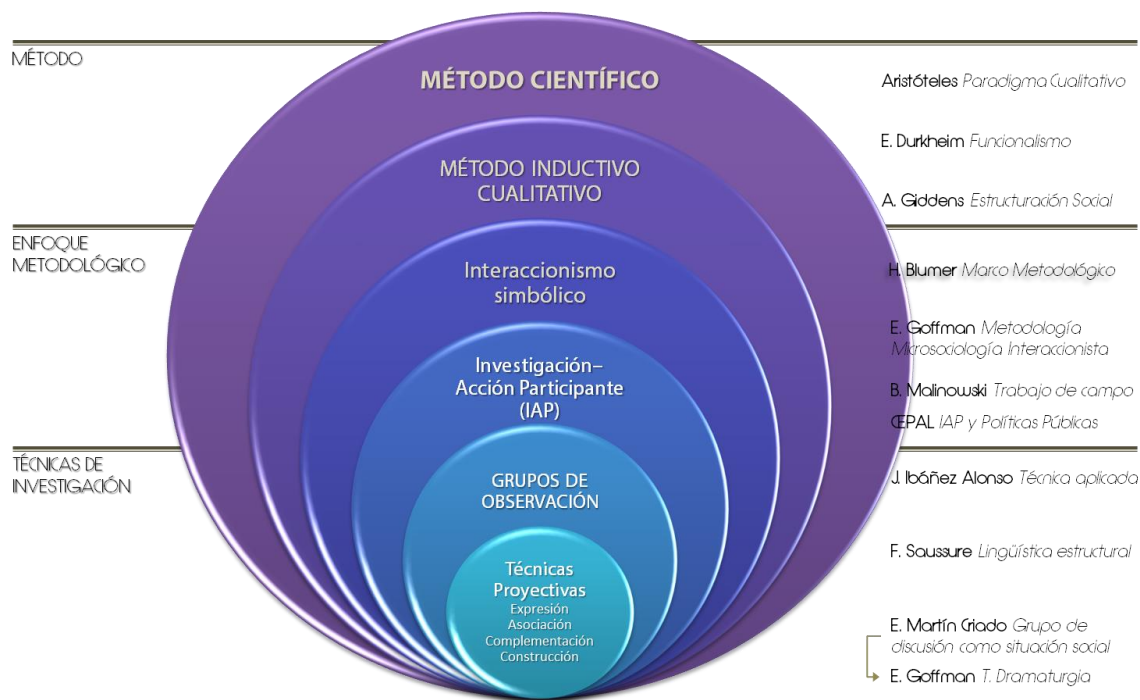 MÉTODO
MÉTODO CIENTÍFICO
Aristóteles Paradigma Cualitativo
E. Durkheim Funcionalismo
MÉTODO INDUCTIVO
CUALITATIVO
A. Giddens Estructuración Social
ENFOQUE
METODOLÓGICO
Interaccionismo
simbólico
H. Blumer Marco Metodológico
E. Goffman Metodología
Microsociología Interaccionista
Investigación–
Acción Participante
(IAP)
B. Malinowski Trabajo de campo
CEPAL IAP y Políticas Públicas
TÉCNICAS DE
INVESTIGACIÓN
GRUPOS DE
OBSERVACIÓN
J. Ibáñez Alonso Técnica aplicada
F. Saussure Lingüística estructural
Técnicas
Proyectivas
Expresión
Asociación
Complementación
Construcción
E. Martín Criado Grupo de
discusión como situación social
E. Goffman T. Dramaturgia